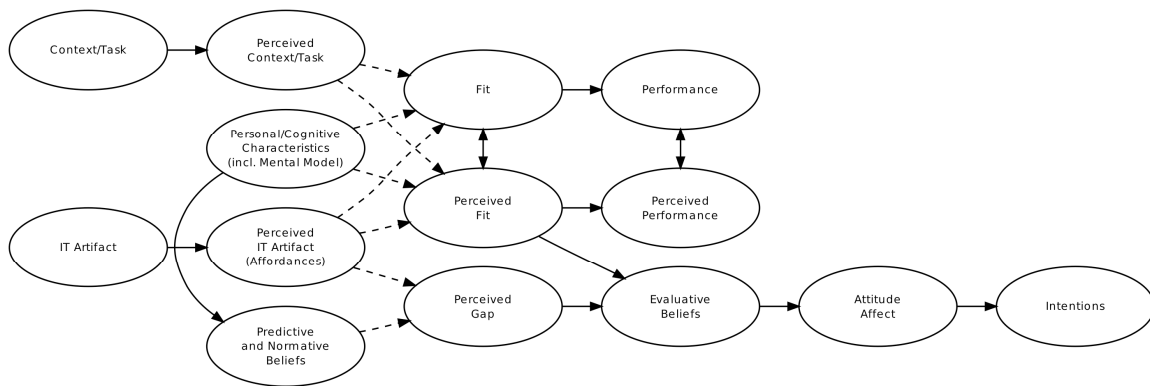 Context/Task
Perceived
Context/Task
Fit
Performance
Personal/Cognitive
Characteristics
(incl. Mental Model)
Perceived
Fit
Perceived
Performance
IT Artifact
Perceived
IT Artifact
(Affordances)
Perceived
Gap
Evaluative
Beliefs
Attitude
Affect
Intentions
Predictive
and Normative
Beliefs